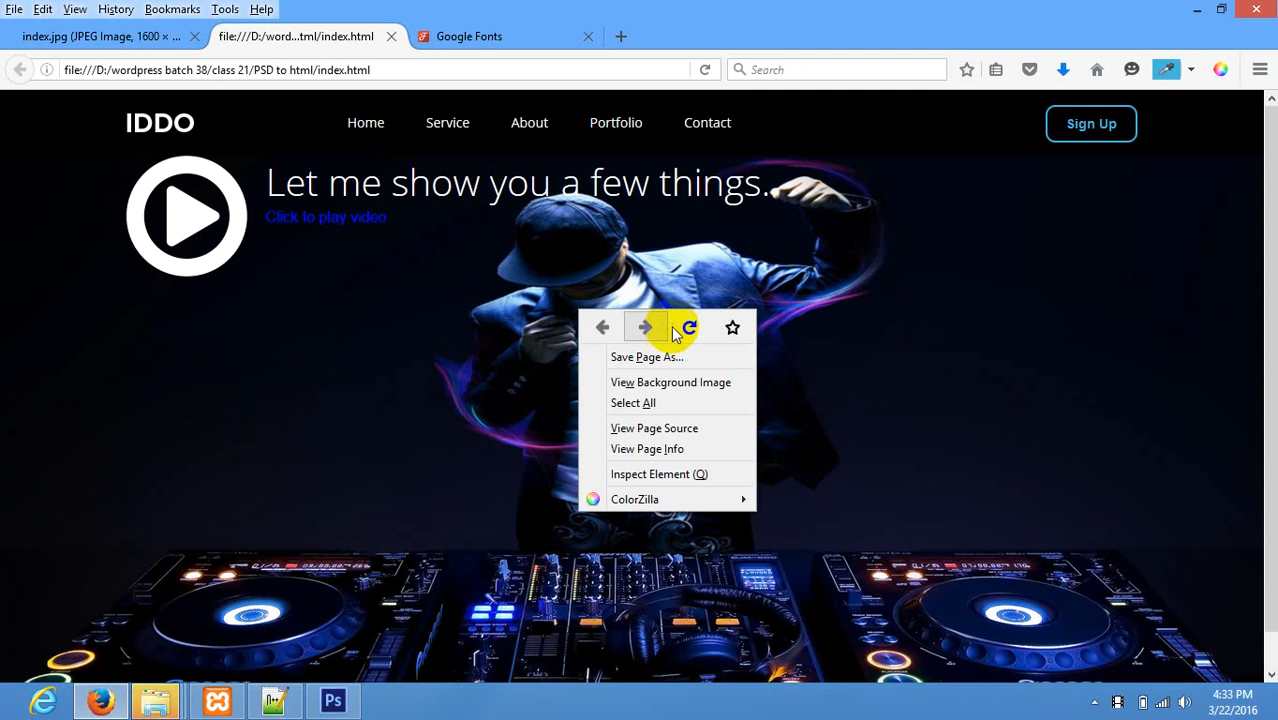 File Edit View History Bookmarks Tools Help
index.jpg (JPEG Image, 1600 × ...
file:///D:/word...tml/index.html
Google Fonts
file:///D:/wordpress batch 38/class 21/PSD to html/index.html
Search
IDDO
Home
Service
About
Portfolio
Contact
Sign Up
Let me show you a few things..
Click to play video
Save Page As...
View Background Image
Select All
View Page Source
View Page Info
Inspect Element (Q)
ColorZilla
Ps
4:33 PM
3/22/2016